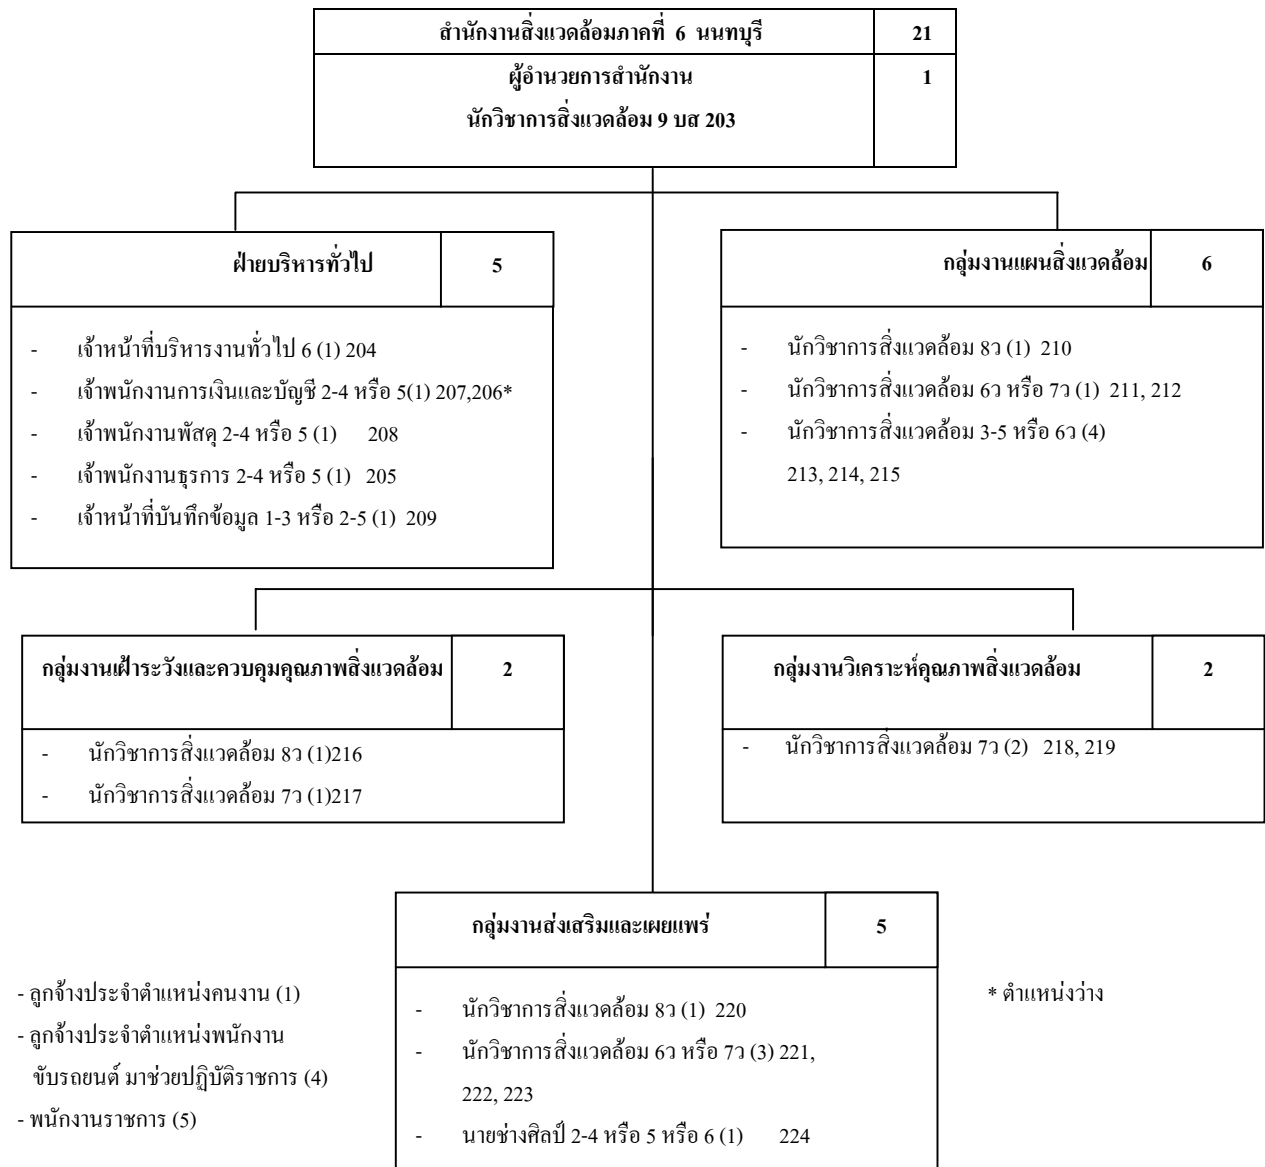 สำนักงานสิ่งแวดล้อมภาคที่ 6 นนทบุรี 21
ผู้อำนวยการสำนักงาน 1
นักวิชาการสิ่งแวดล้อม 9 บส 203
ฝ่ายบริหารทั่วไป 5
- เจ้าหน้าที่บริหารงานทั่วไป 6 (1) 204
- เจ้าพนักงานการเงินและบัญชี 2-4 หรือ 5(1) 207,206*
- เจ้าพนักงานพัสดุ 2-4 หรือ 5 (1) 208
- เจ้าพนักงานธุรการ 2-4 หรือ 5 (1) 205
- เจ้าหน้าที่บันทึกข้อมูล 1-3 หรือ 2-5 (1) 209
กลุ่มงานแผนสิ่งแวดล้อม 6
- นักวิชาการสิ่งแวดล้อม 8ว (1) 210
- นักวิชาการสิ่งแวดล้อม 6ว หรือ 7ว (1) 211, 212
- นักวิชาการสิ่งแวดล้อม 3-5 หรือ 6ว (4)
213, 214, 215
กลุ่มงานเฝ้าระวังและควบคุมคุณภาพสิ่งแวดล้อม 2
- นักวิชาการสิ่งแวดล้อม 8ว (1)216
- นักวิชาการสิ่งแวดล้อม 7ว (1)217
กลุ่มงานวิเคราะห์คุณภาพสิ่งแวดล้อม 2
- นักวิชาการสิ่งแวดล้อม 7ว (2) 218, 219
กลุ่มงานส่งเสริมและเผยแพร่ 5
- นักวิชาการสิ่งแวดล้อม 8ว (1) 220
- นักวิชาการสิ่งแวดล้อม 6ว หรือ 7ว (3) 221,
222, 223
- นายช่างศิลป์ 2-4 หรือ 5 หรือ 6 (1) 224
- ลูกจ้างประจำตำแหน่งคนงาน (1)
- ลูกจ้างประจำตำแหน่งพนักงาน
ขับรถยนต์ มาช่วยปฏิบัติราชการ (4)
- พนักงานราชการ (5)
* ตำแหน่งว่าง